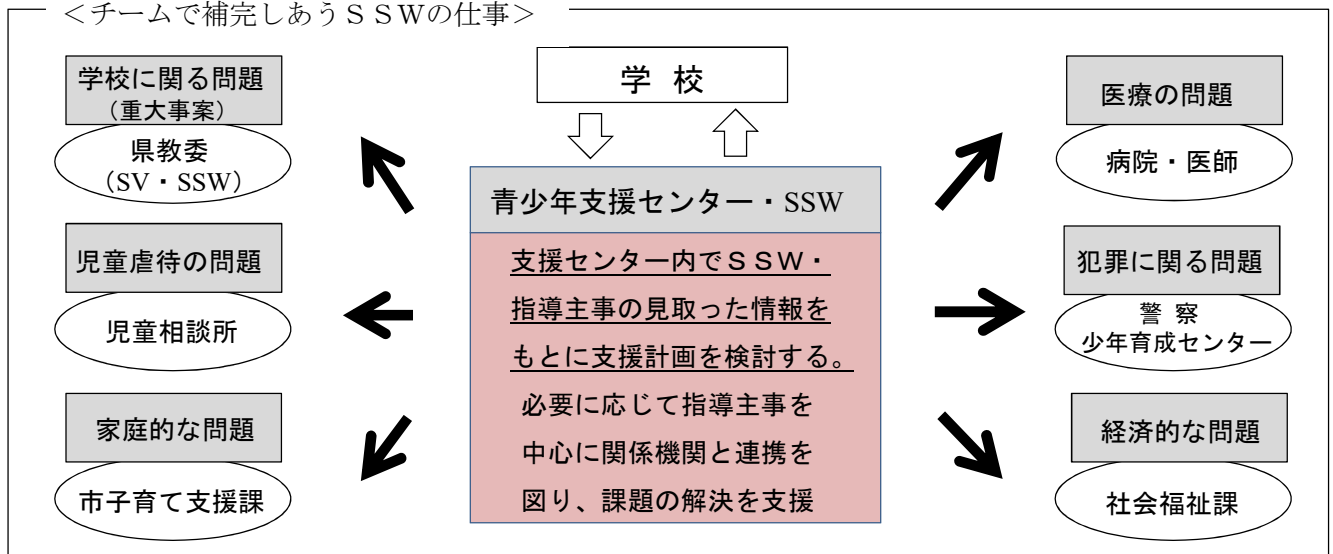 ＜チームで補完しあうＳＳＷの仕事＞
学校に関る問題
（重大事案）
県教委
（SV・SSW）
児童虐待の問題
児童相談所
家庭的な問題
市子育て支援課
学 校
青少年支援センター・SSW
支援センター内でＳＳＷ・
指導主事の見取った情報を
もとに支援計画を検討する。
必要に応じて指導主事を
中心に関係機関と連携を
図り、課題の解決を支援
医療の問題
病院・医師
犯罪に関る問題
警 察
少年育成センター
経済的な問題
社会福祉課